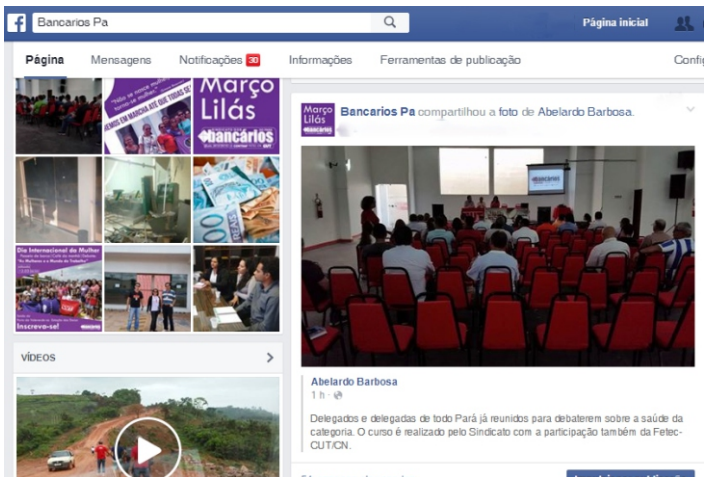 Bancarios Pa
Página inicial
Página Mensagens Notificações 30 Informações Ferramentas de publicação
Março
Lilás
bancários
Dia Internacional da Mulher
Inscreva-se!
VÍDEOS
Março
Lilás
bancários
Bancarios Pa compartilhou a foto de Abelardo Barbosa.
bancários
Abelardo Barbosa
1 h
Delegados e delegadas de todo Pará já reunidos para debaterem sobre a saúde da
categoria. O curso é realizado pelo Sindicato com a participação também da Fetec-
CUT/CN.